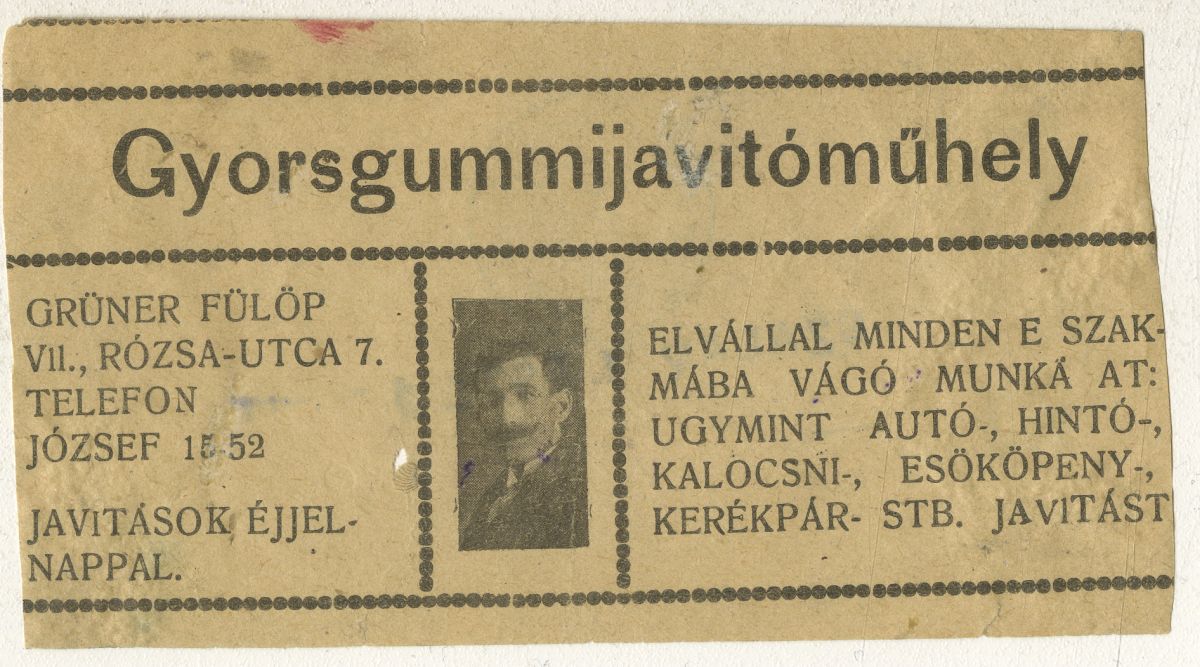 Gyorsgummijavitóműhely
GRÜNER FÜLÖP
VII., RÓZSA-UTCA 7.
TELEFON
JÓZSEF 15-52
JAVITÁSOK ÉJJEL-
NAPPAL.
ELVÁLLAL MINDEN E SZAK-
MÁBA VÁGÓ MUNKÄ AT:
UGYMINT AUTÓ-, HINTÓ-,
KALOCSNI-, ESÖKÖPENY-,
KERÉKPÁR- STB. JAVITÁST